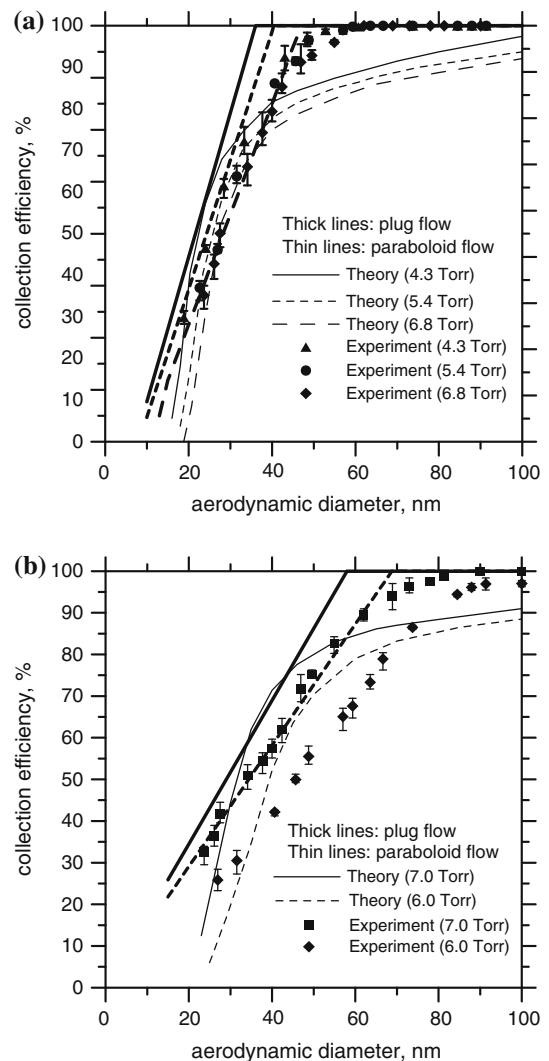 (a)
100
90
80
70
60
50
40
30
20
10
0
collection efficiency, %
Thick lines: plug flow
Thin lines: paraboloid flow
Theory (4.3 Torr)
Theory (5.4 Torr)
Theory (6.8 Torr)
Experiment (4.3 Torr)
Experiment (5.4 Torr)
Experiment (6.8 Torr)
0 20 40 60 80 100
aerodynamic diameter, nm
(b)
100
90
80
70
60
50
40
30
20
10
0
collection efficiency, %
Thick lines: plug flow
Thin lines: paraboloid flow
Theory (7.0 Torr)
Theory (6.0 Torr)
Experiment (7.0 Torr)
Experiment (6.0 Torr)
0 20 40 60 80 100
aerodynamic diameter, nm